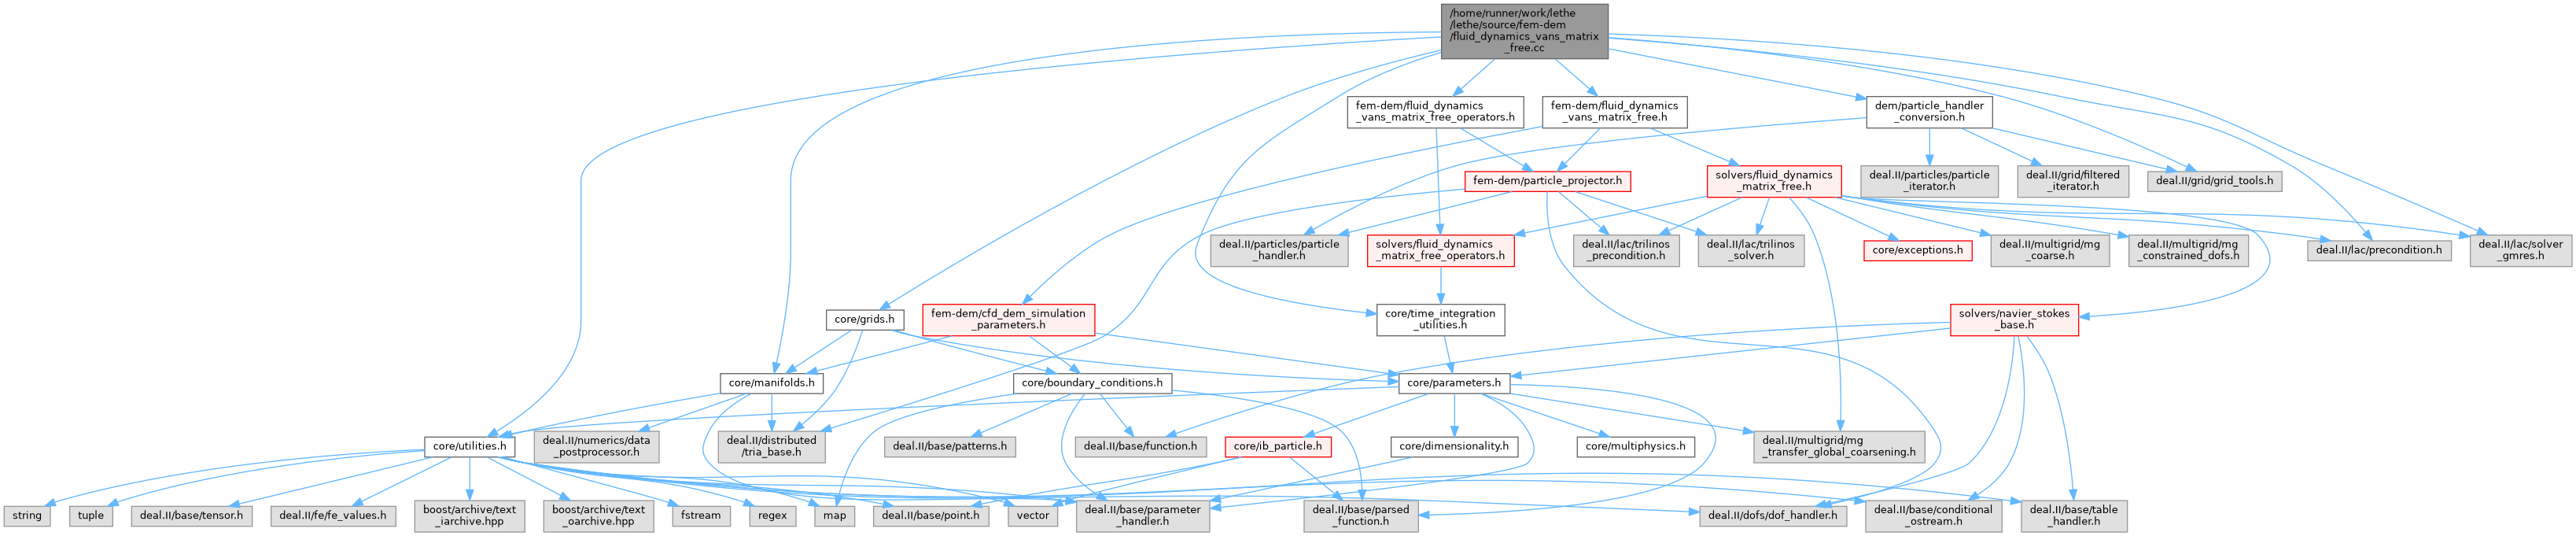 /home/runner/work/lethe
/lethe/source/fem-dem
/fluid_dynamics_vans_matrix
_free.cc
fem-dem/fluid_dynamics
_vans_matrix_free_operators.h
fem-dem/fluid_dynamics
_vans_matrix_free.h
dem/particle_handler
_conversion.h
fem-dem/particle_projector.h
solvers/fluid_dynamics
_matrix_free.h
deal.II/particles/particle
_iterator.h
deal.II/grid/filtered
_iterator.h
deal.II/grid/grid_tools.h
deal.II/particles/particle
_handler.h
solvers/fluid_dynamics
_matrix_free_operators.h
deal.II/lac/trilinos
_precondition.h
deal.II/lac/trilinos
_solver.h
core/exceptions.h
deal.II/multigrid/mg
_coarse.h
deal.II/multigrid/mg
_constrained_dofs.h
deal.II/lac/precondition.h
deal.II/lac/solver
_gmres.h
core/grids.h
fem-dem/cfd_dem_simulation
_parameters.h
core/time_integration
_utilities.h
solvers/navier_stokes
_base.h
core/manifolds.h
core/boundary_conditions.h
core/parameters.h
core/utilities.h
deal.II/numerics/data
_postprocessor.h
deal.II/distributed
/tria_base.h
deal.II/base/patterns.h
deal.II/base/function.h
core/ib_particle.h
core/dimensionality.h
core/multiphysics.h
deal.II/multigrid/mg
_transfer_global_coarsening.h
string
tuple
deal.II/base/tensor.h
deal.II/fe/fe_values.h
boost/archive/text
_iarchive.hpp
boost/archive/text
_oarchive.hpp
fstream
regex
map
deal.II/base/point.h
vector
deal.II/base/parameter
_handler.h
deal.II/base/parsed
_function.h
deal.II/dofs/dof_handler.h
deal.II/base/conditional
_ostream.h
deal.II/base/table
_handler.h